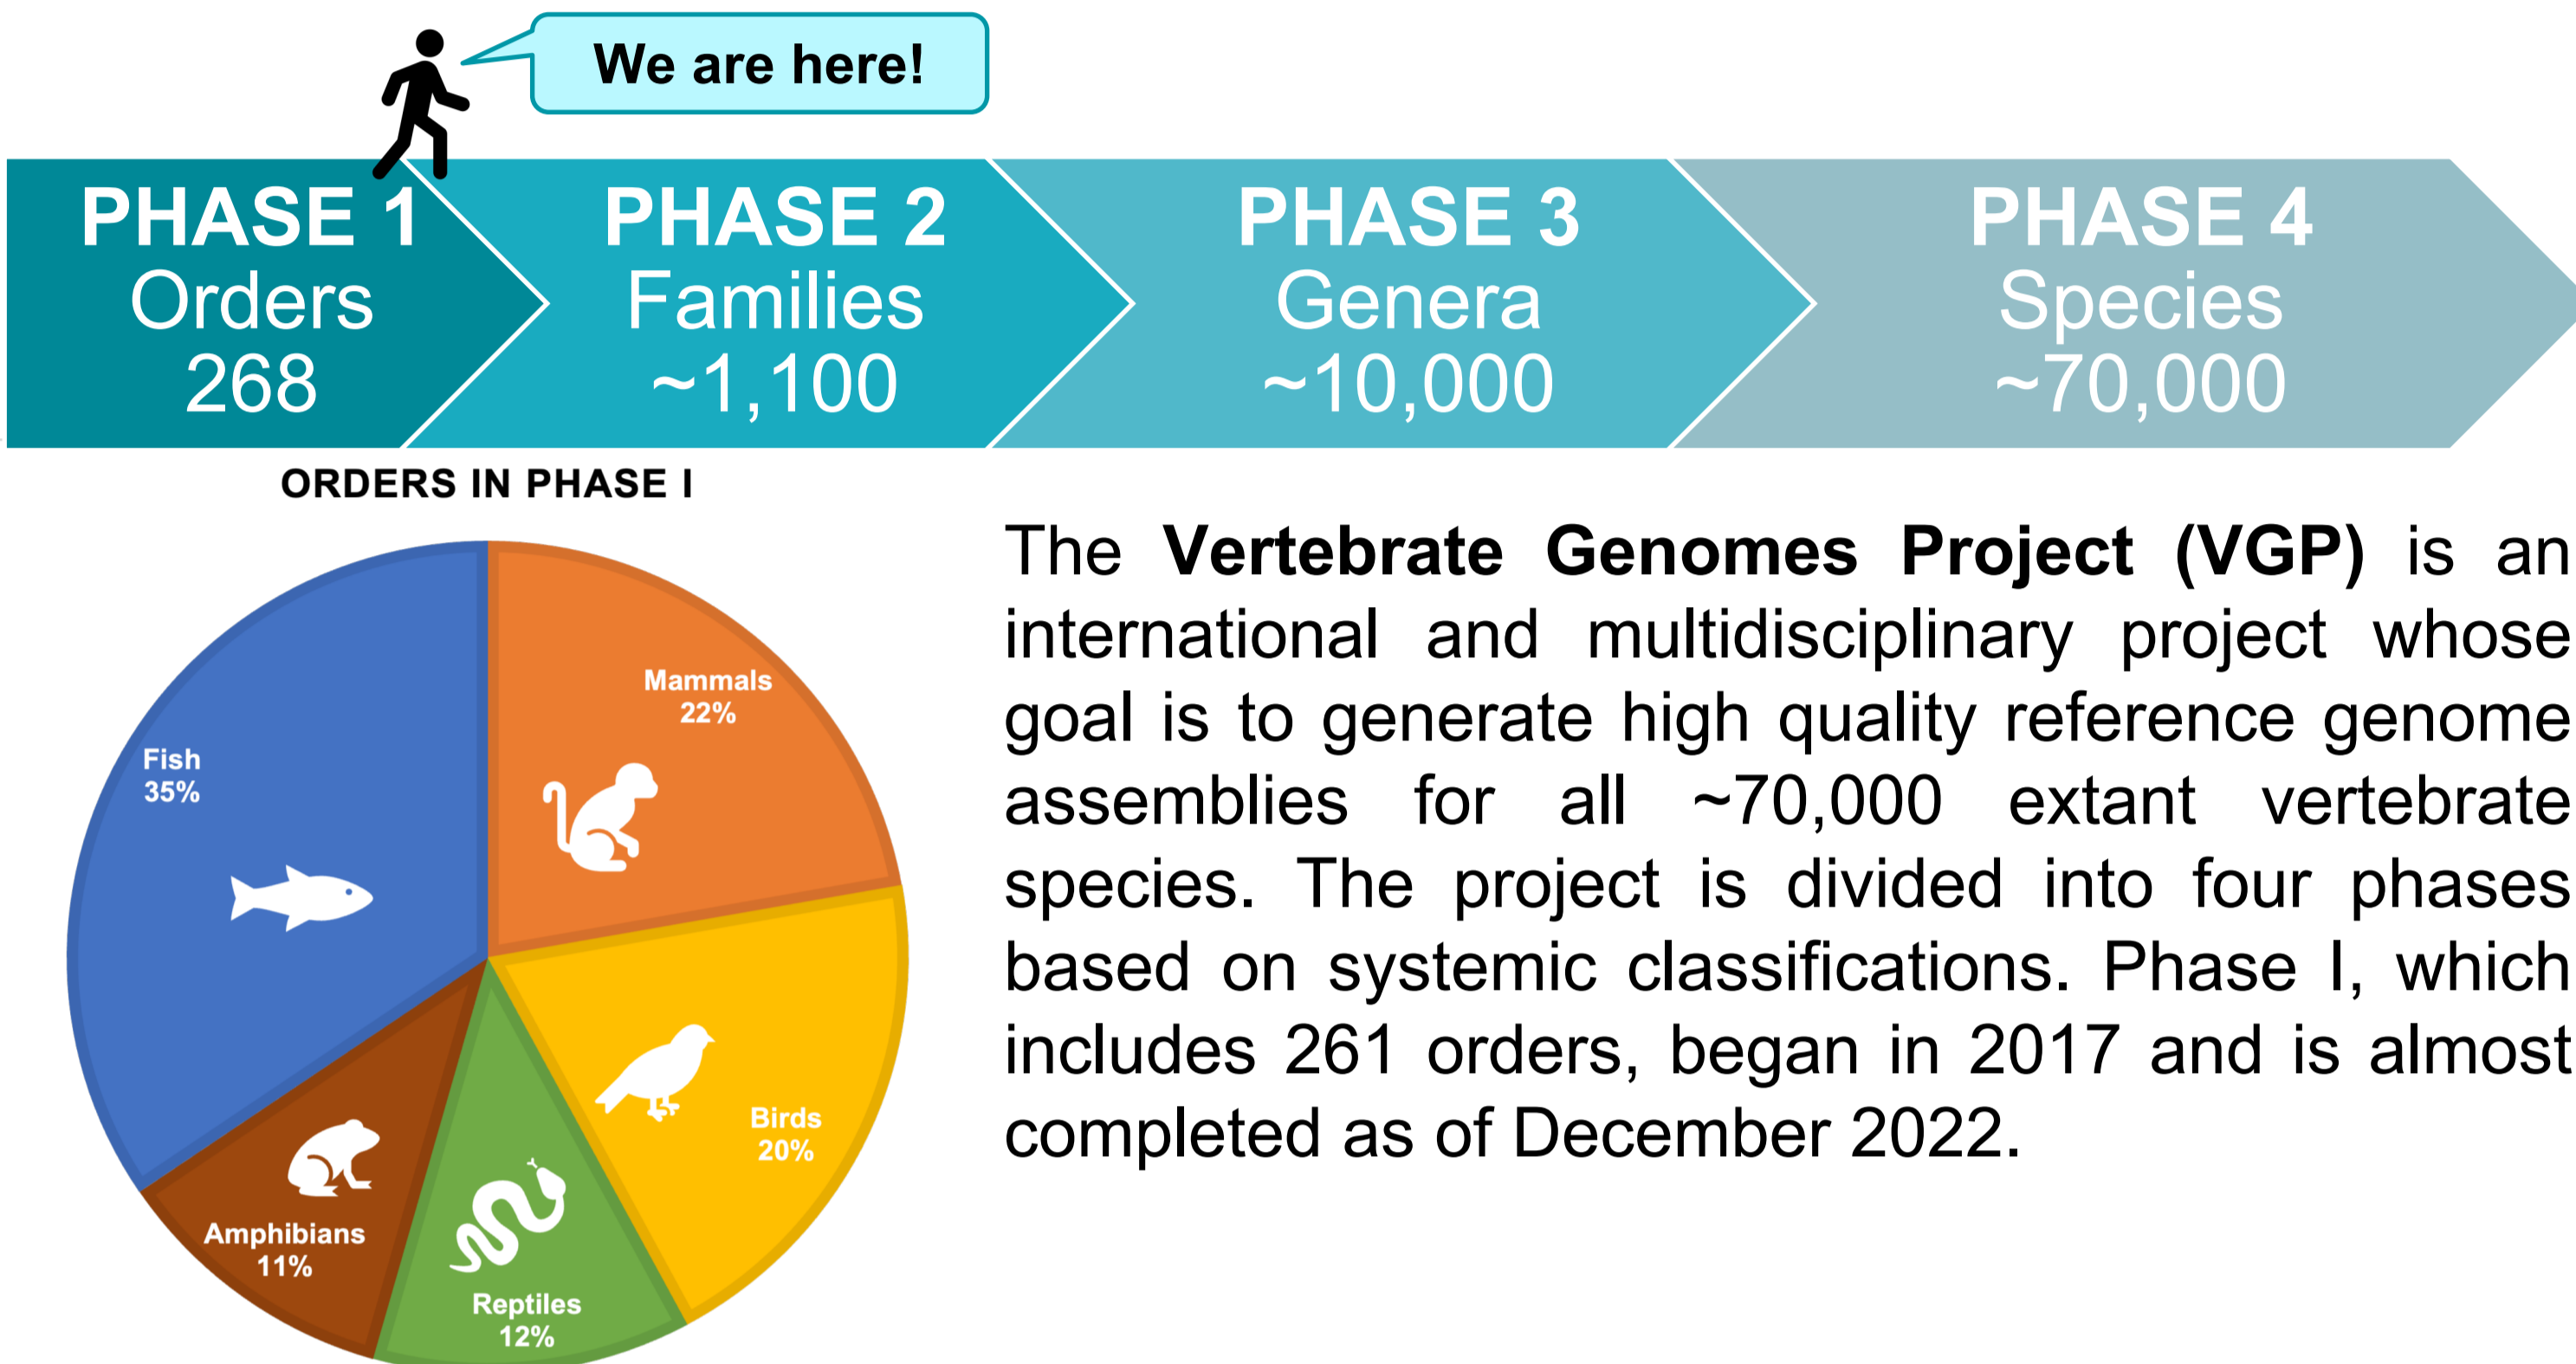 We are here!
PHASE 1
Orders
268
PHASE 2
Families
~1,100
PHASE 3
Genera
~10,000
PHASE 4
Species
~70,000
ORDERS IN PHASE I
Mammals
22%
Fish
35%
Birds
20%
Amphibians
11%
Reptiles
12%
The Vertebrate Genomes Project (VGP) is an
international and multidisciplinary project whose
goal is to generate high quality reference genome
assemblies for all ~70,000 extant vertebrate
species. The project is divided into four phases
based on systemic classifications. Phase I, which
includes 261 orders, began in 2017 and is almost
completed as of December 2022.